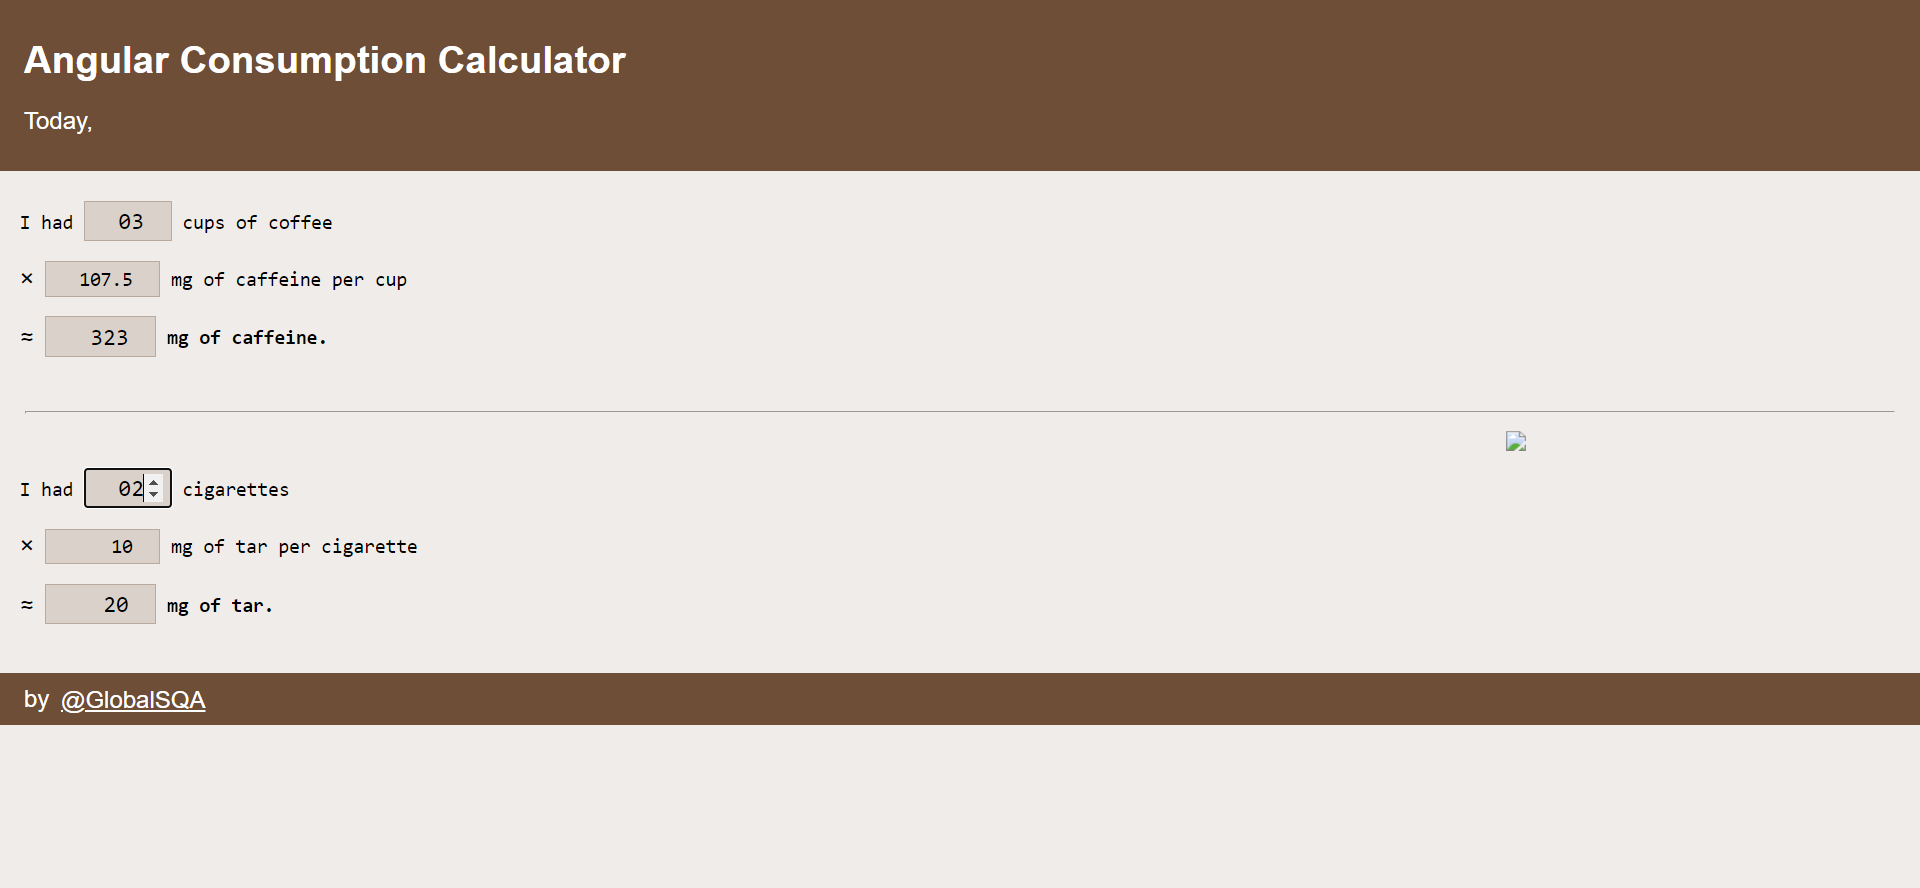 Angular Consumption Calculator
Today,
I had 03 cups of coffee
× 107.5 mg of caffeine per cup
≈ 323 mg of caffeine.
I had 02 cigarettes
× 10 mg of tar per cigarette
≈ 20 mg of tar.
by @GlobalSQA